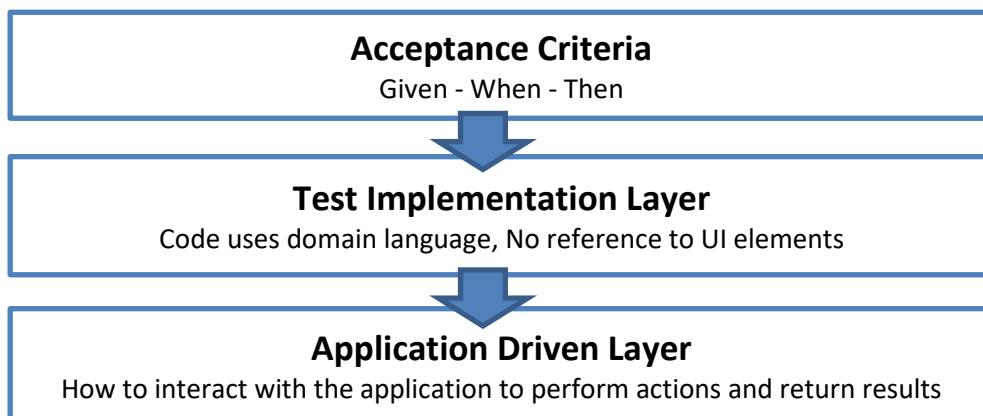 Acceptance Criteria
Given - When - Then
Test Implementation Layer
Code uses domain language, No reference to UI elements
Application Driven Layer
How to interact with the application to perform actions and return results